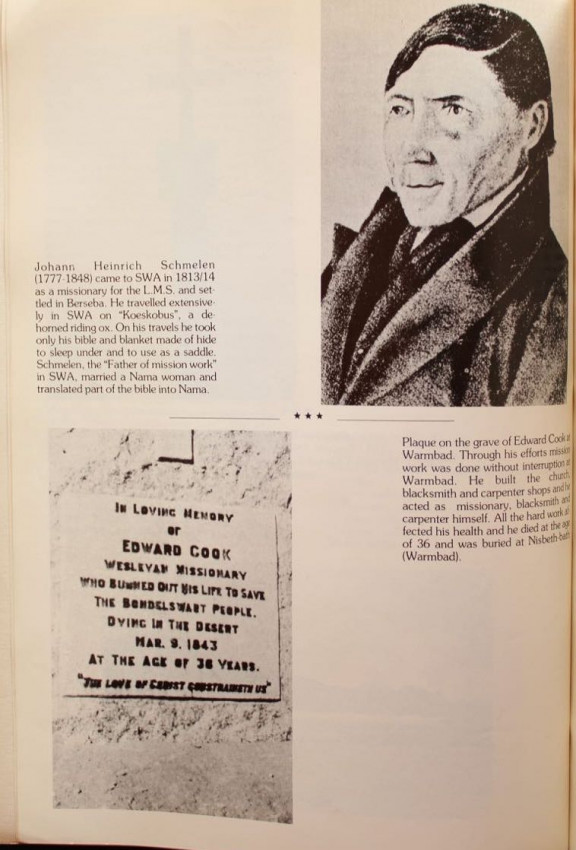 Johann Heinrich Schmelen
(1777-1848) came to SWA in 1813/14
as a missionary for the L.M.S. and set-
tled in Berseba. He travelled extensive-
ly in SWA on "Koeskobus", a de-
horned riding ox. On his travels he took
only his bible and blanket made of hide
to sleep under and to use as a saddle.
Schmelen, the "Father of mission work"
in SWA, married a Nama woman and
translated part of the bible into Nama.
★★★
Plaque on the grave of Edward Cook at
Warmbad. Through his efforts mission
work was done without interruption at
Warmbad. He built the church,
blacksmith and carpenter shops and he
acted as missionary, blacksmith and
carpenter himself. All the hard work af-
fected his health and he died at the age
of 36 and was buried at Nisbeth-bath
(Warmbad).
IN LOVING MEMORY
OF
EDWARD COOK
WESLEYAN MISSIONARY
WHO BURNED OUT HIS LIFE TO SAVE
THE BONDELSWART PEOPLE.
DYING IN THE DESERT
MAR. 9. 1843
AT THE AGE OF 36 YEARS.
"THE LOVE OF CHRIST CONSTRAINETH US"